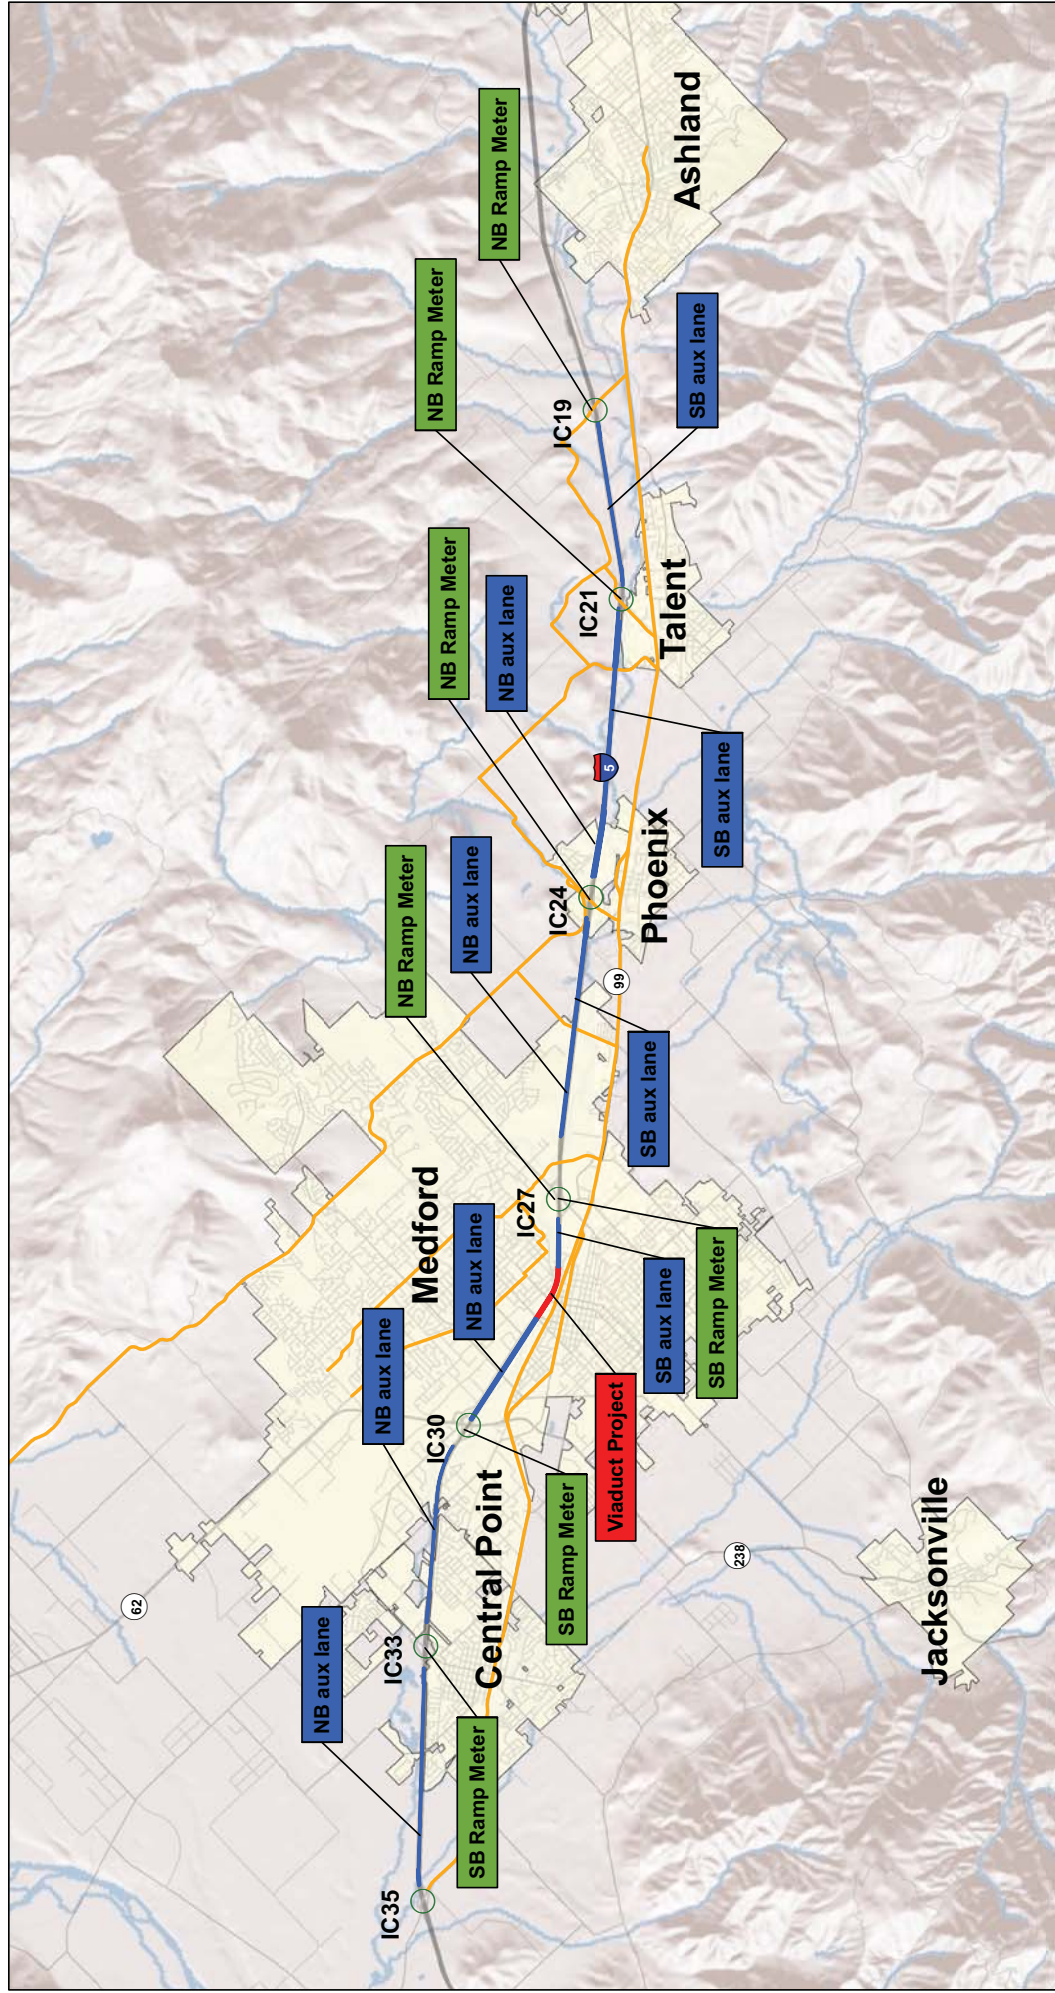 62
NB aux lane
NB aux lane
IC35
IC33
NB Ramp Meter
Medford
IC30
NB Ramp Meter
NB Ramp Meter
NB aux lane
NB aux lane
SB Ramp Meter
Central Point
NB Ramp Meter
NB aux lane
IC27
IC24
IC19
SB Ramp Meter
IC21
5
Viaduct Project
99
SB aux lane
Phoenix
SB aux lane
Talent
Ashland
SB aux lane
SB Ramp Meter
SB aux lane
238
Jacksonville